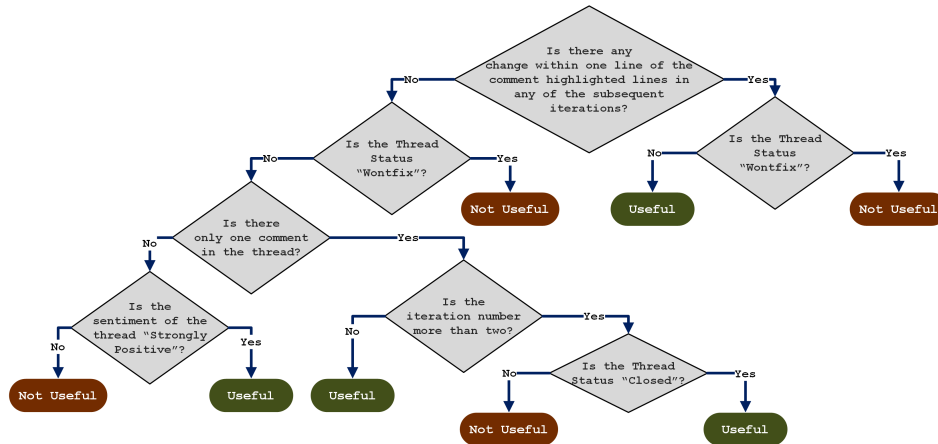 Is there any
change within one line of the
comment highlighted lines in
any of the subsequent
iterations?
No
Yes
Is the Thread
Status
“Wontfix”?
Is the Thread
Status
“Wontfix”?
No
Yes
No
Yes
Not Useful
Useful
Not Useful
Is there
only one comment
in the thread?
No
Yes
Is the
sentiment of the
thread “Strongly
Positive”?
Is the
iteration number
more than two?
No
Yes
No
Yes
Is the Thread
Status “Closed”?
No
Yes
Not Useful
Useful
Useful
Not Useful
Useful